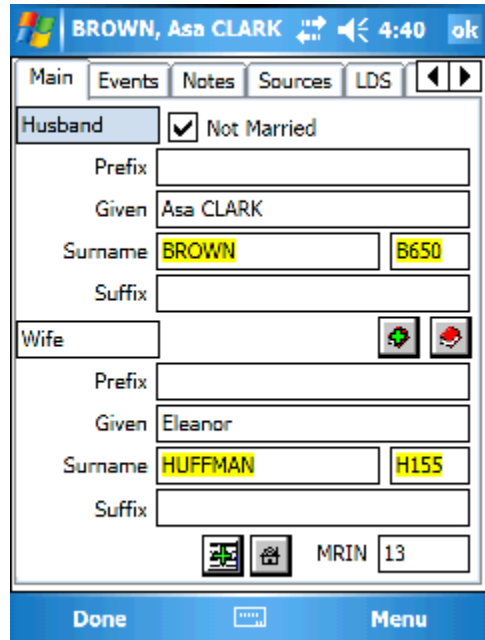 BROWN, Asa CLARK 4:40 ok
Main Events Notes Sources LDS
Husband Not Married
Prefix
Given Asa CLARK
Surname BROWN B650
Suffix
Wife
Prefix
Given Eleanor
Surname HUFFMAN H155
Suffix
MRIN 13
Done Menu